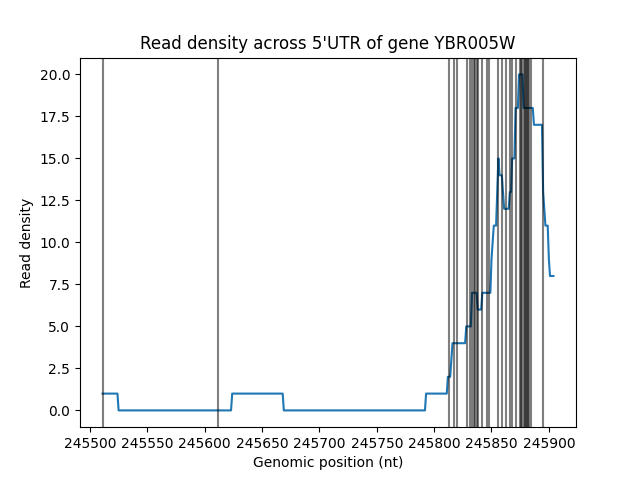 Read density across 5'UTR of gene YBR005W
20.0
17.5
15.0
12.5
10.0
7.5
5.0
2.5
0.0
Read density
245500 245550 245600 245650 245700 245750 245800 245850 245900
Genomic position (nt)